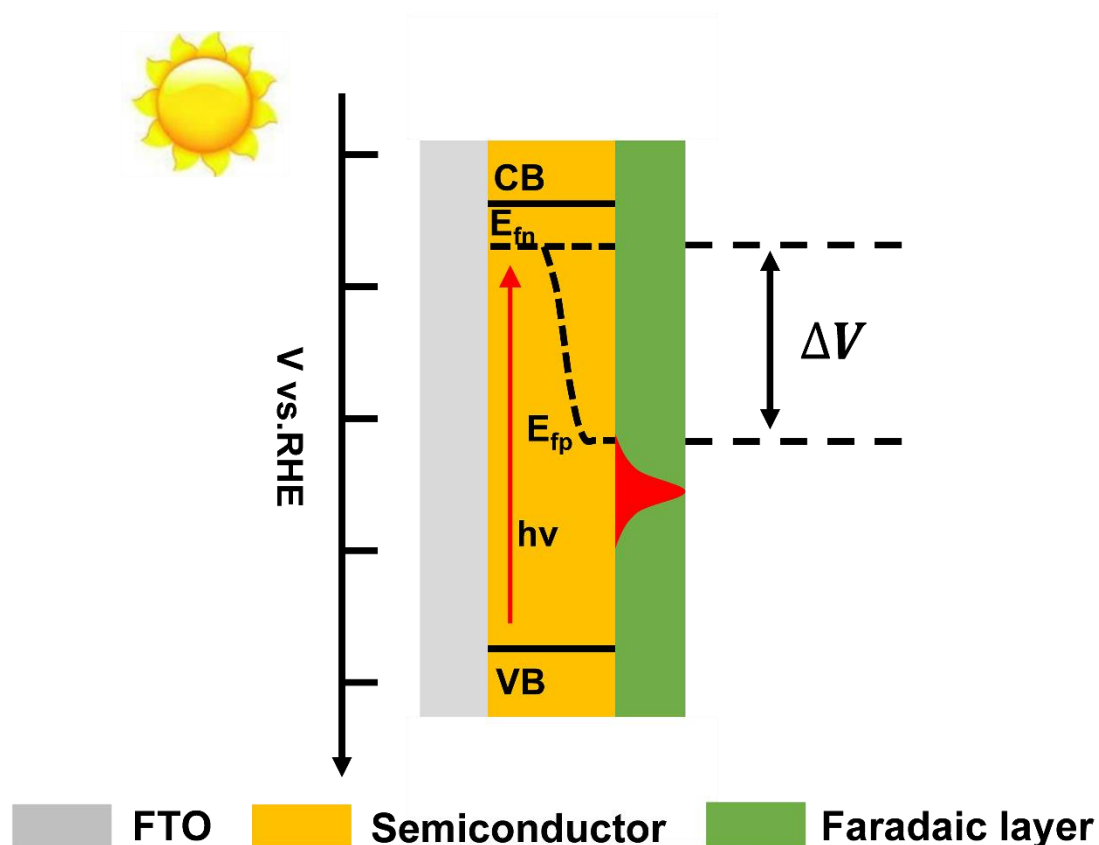 CB
E_fn
ΔV
V vs.RHE
E_fp
hv
VB
FTO
Semiconductor
Faradaic layer